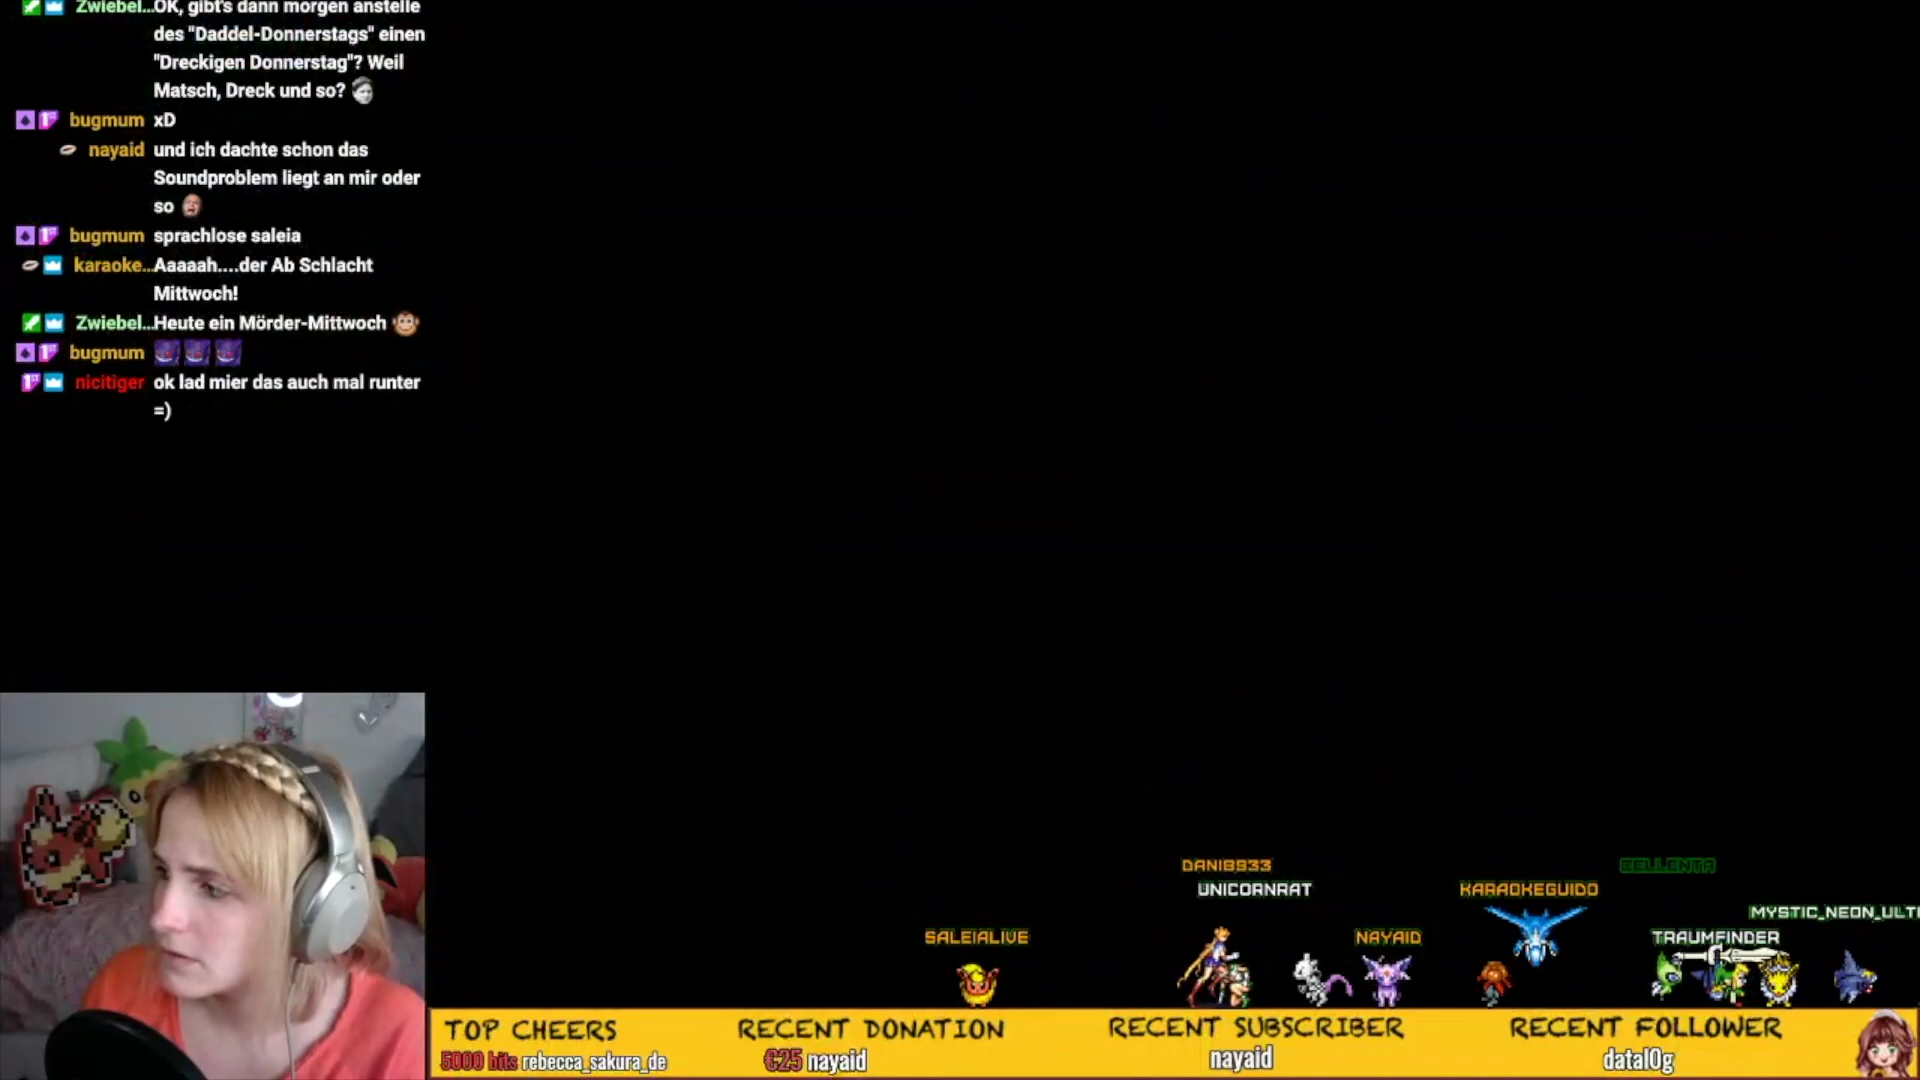 Zwiebel...OK, gibt's dann morgen anstelle
des "Daddel-Donnerstags" einen
"Dreckigen Donnerstag"? Weil
Matsch, Dreck und so?
bugmum xD
nayaid und ich dachte schon das
Soundproblem liegt an mir oder
so
bugmum sprachlose saleia
karaoke...Aaaaah....der Ab Schlacht
Mittwoch!
Zwiebel...Heute ein Mörder-Mittwoch
bugmum
nicitiger ok lad mier das auch mal runter
=)
DANI8933
UNICORNRAT
SALEIALIVE
NAYAID
KARAOKEGUIDO
BELLENTA
MYSTIC_NEON_ULT
TRAUMFINDER
TOP CHEERS
5000 bits rebecca_sakura_de
RECENT DONATION
€25 nayaid
RECENT SUBSCRIBER
nayaid
RECENT FOLLOWER
datal0g